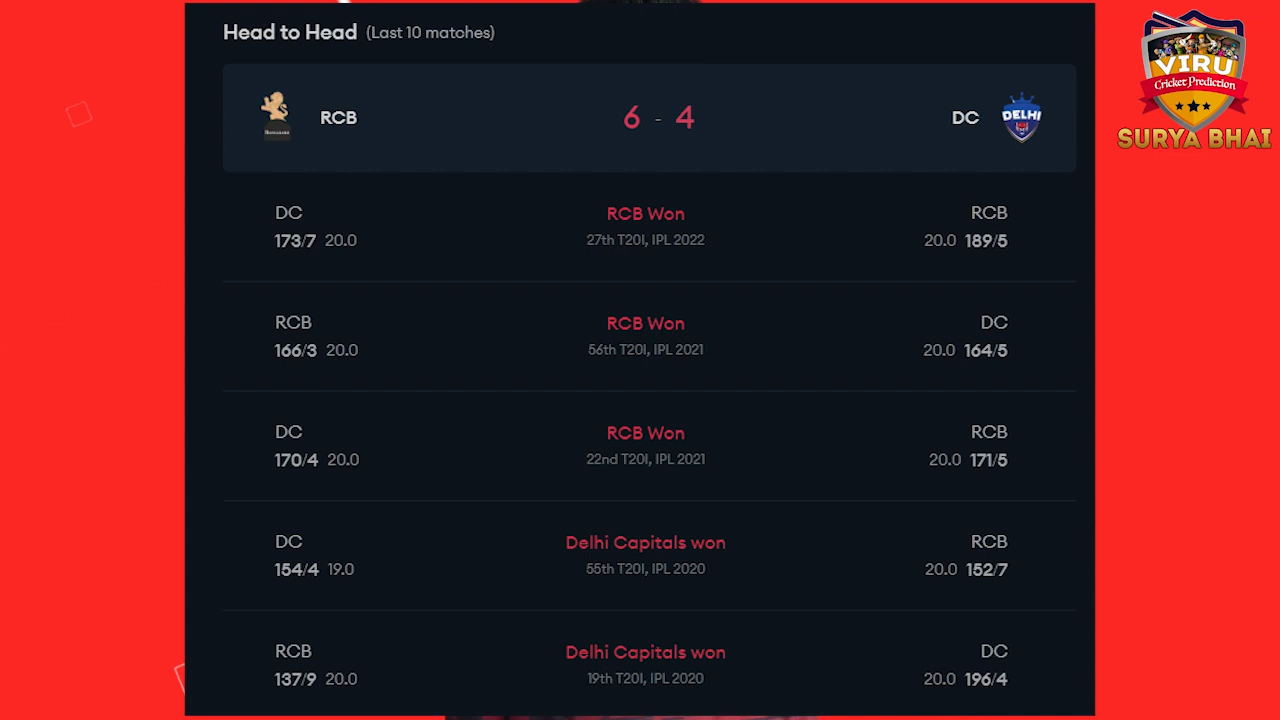 Head to Head (Last 10 matches)
RCB 6 - 4 DC DELHI
DC RCB Won RCB
173/7 20.0 27th T20I, IPL 2022 20.0 189/5
RCB RCB Won DC
166/3 20.0 56th T20I, IPL 2021 20.0 164/5
DC RCB Won RCB
170/4 20.0 22nd T20I, IPL 2021 20.0 171/5
DC Delhi Capitals won RCB
154/4 19.0 55th T20I, IPL 2020 20.0 152/7
RCB Delhi Capitals won DC
137/9 20.0 19th T20I, IPL 2020 20.0 196/4
VIRU
Cricket Prediction
SURYA BHAI